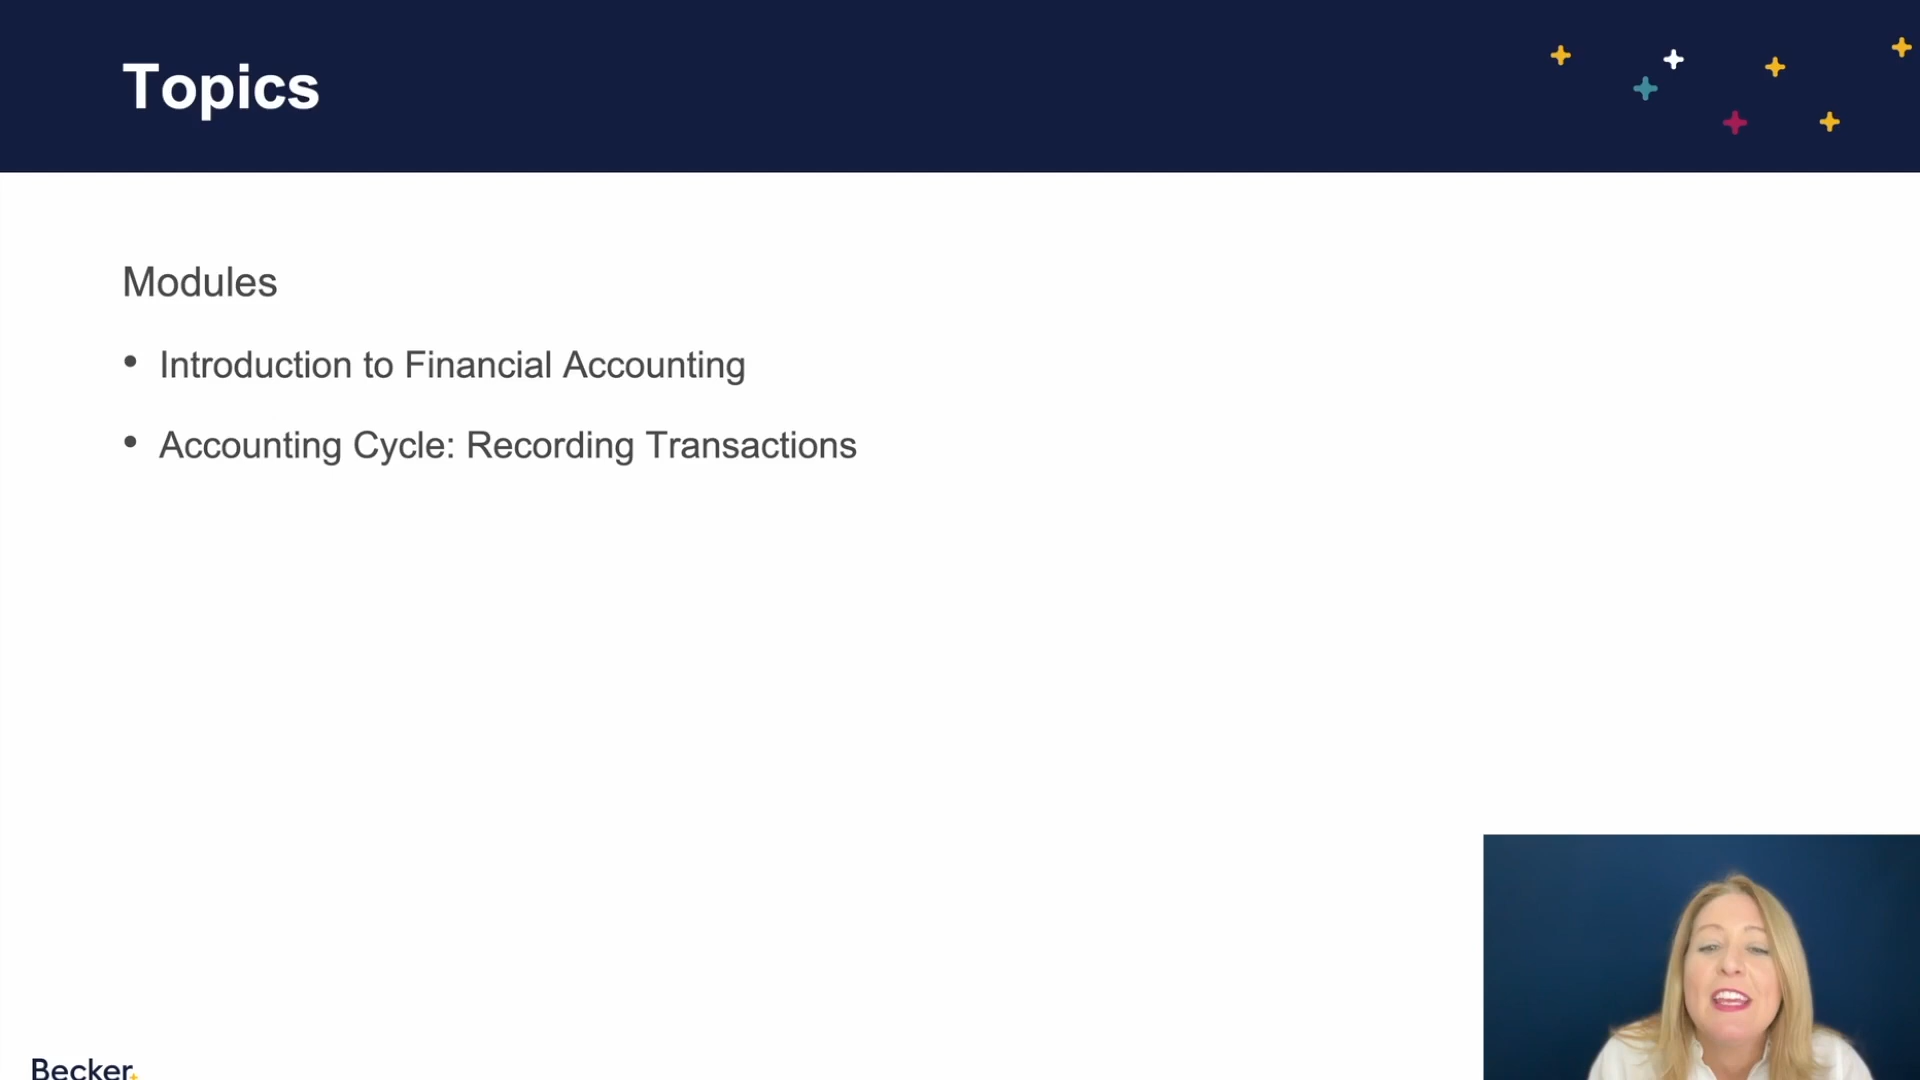 Topics
Modules
• Introduction to Financial Accounting
• Accounting Cycle: Recording Transactions
Becker.